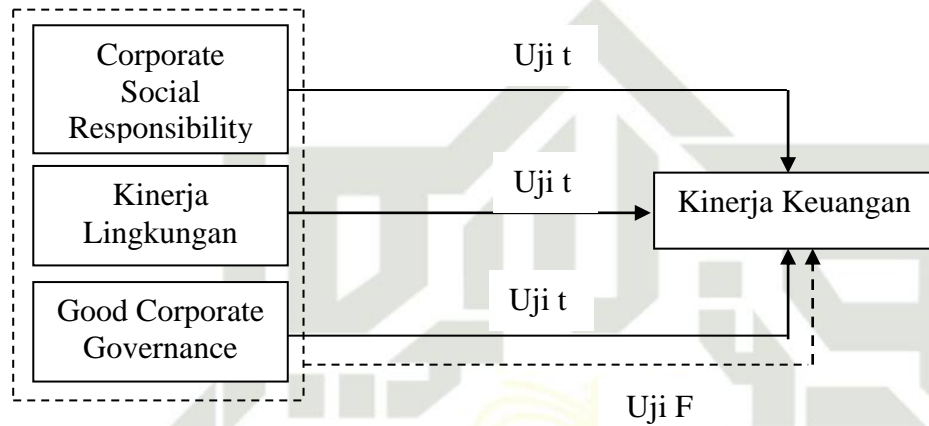 Corporate
Social
Responsibility
Uji t
Kinerja
Lingkungan
Uji t
Kinerja Keuangan
Good Corporate
Governance
Uji t
Uji F